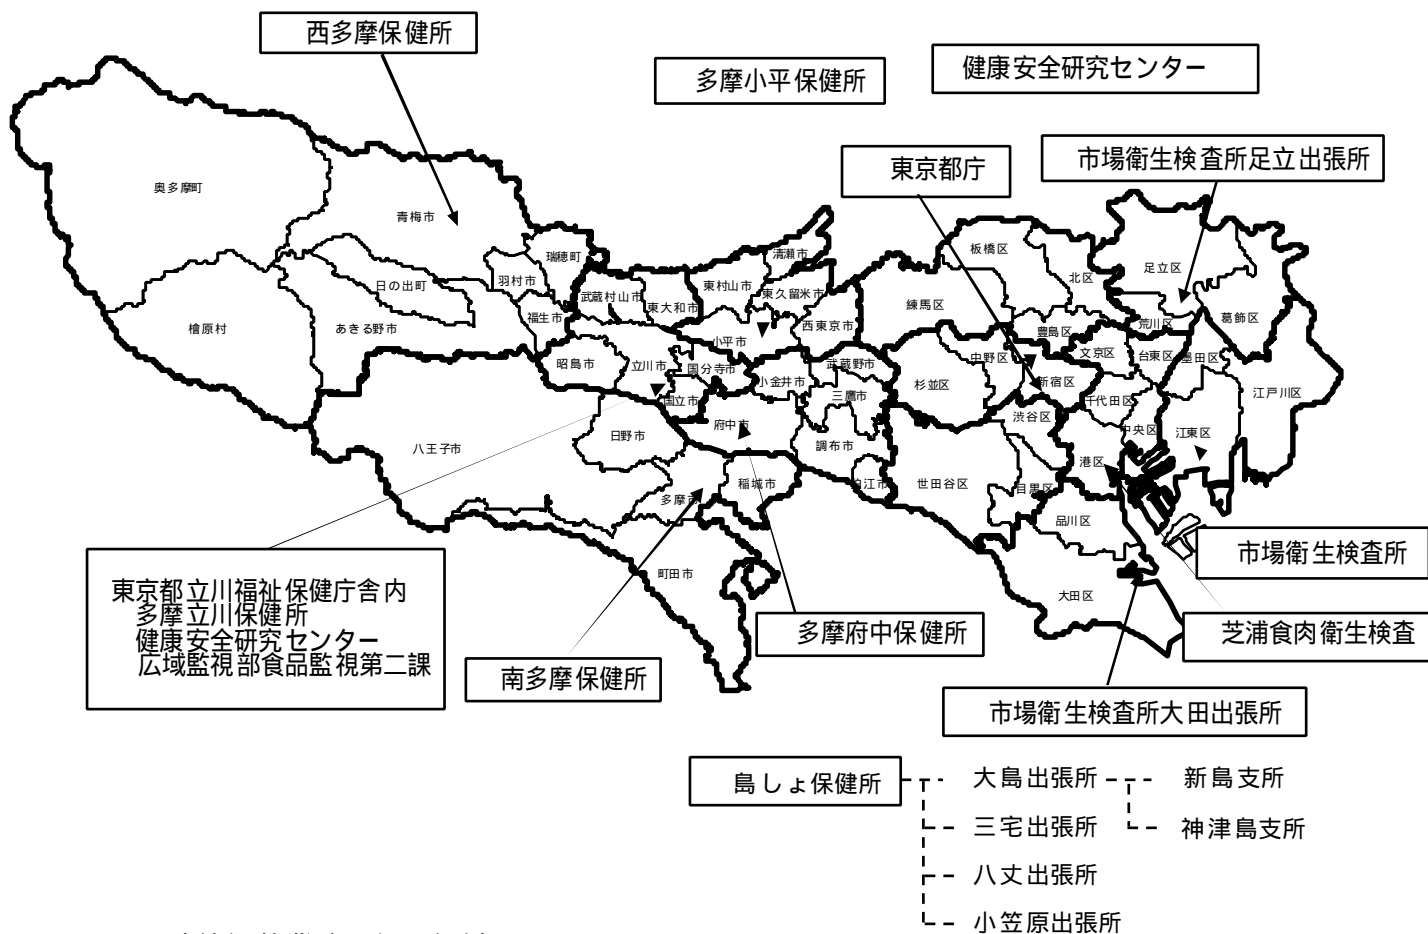 西多摩保健所
多摩小平保健所
健康安全研究センター
東京都庁
市場衛生検査所足立出張所
奥多摩町
青梅市
瑞穂町
羽村市
日の出町
福生市
あきる野市
檜原村
武蔵村山市
東大和市
東村山市
清瀬市
東久留米市
西東京市
小平市
昭島市
立川市
国分寺市
国立市
小金井市
武蔵野市
三鷹市
府中市
調布市
狛江市
八王子市
日野市
多摩市
稲城市
町田市
板橋区
北区
足立区
練馬区
豊島区
荒川区
葛飾区
中野区
文京区
台東区
墨田区
杉並区
新宿区
千代田区
江戸川区
渋谷区
中央区
江東区
港区
世田谷区
目黒区
品川区
大田区
東京都立川福祉保健庁舎内
多摩立川保健所
健康安全研究センター
広域監視部食品監視第二課
南多摩保健所
多摩府中保健所
市場衛生検査所
芝浦食肉衛生検査
市場衛生検査所大田出張所
島しょ保健所
大島出張所
新島支所
三宅出張所
神津島支所
八丈出張所
小笠原出張所